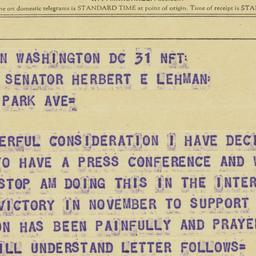 me on domestic telegrams is STANDARD TIME at point of origin. Time of receipt is STAN
N WASHINGTON DC 31 NFT:
SENATOR HERBERT E LEHMAN:
PARK AVE=
ERFUL CONSIDERATION I HAVE DECI
O HAVE A PRESS CONFERENCE AND W
STOP AM DOING THIS IN THE INTER
VICTORY IN NOVEMBER TO SUPPORT
ON HAS BEEN PAINFULLY AND PRAYE
ILL UNDERSTAND LETTER FOLLOWS=